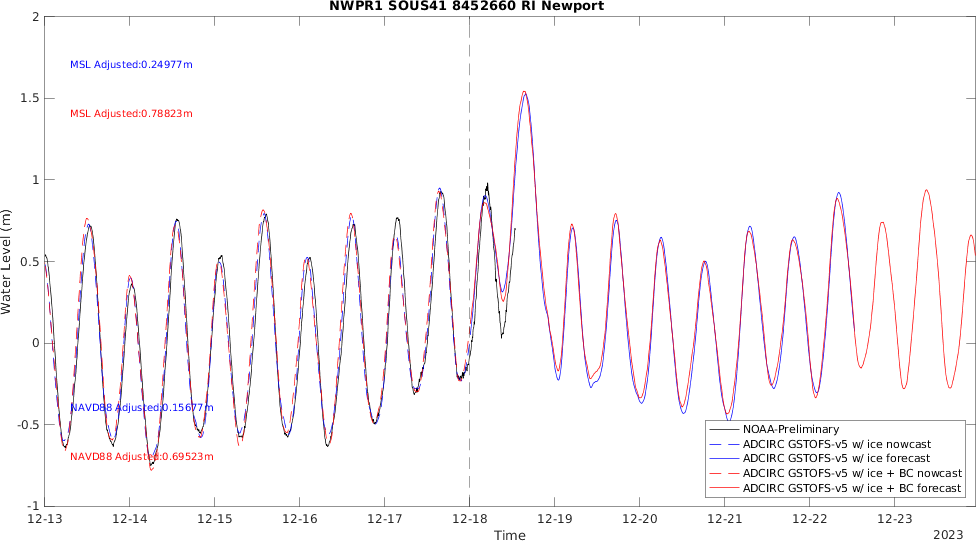 NWPR1 SOUS41 8452660 RI Newport
2
1.5
1
0.5
0
-0.5
-1
Water Level (m)
MSL Adjusted:0.24977m
MSL Adjusted:0.78823m
NAVD88 Adjusted:0.15677m
NAVD88 Adjusted:0.69523m
NOAA-Preliminary
ADCIRC GSTOFS-v5 w/ ice nowcast
ADCIRC GSTOFS-v5 w/ ice forecast
ADCIRC GSTOFS-v5 w/ ice + BC nowcast
ADCIRC GSTOFS-v5 w/ ice + BC forecast
12-13 12-14 12-15 12-16 12-17 12-18 12-19 12-20 12-21 12-22 12-23
Time
2023